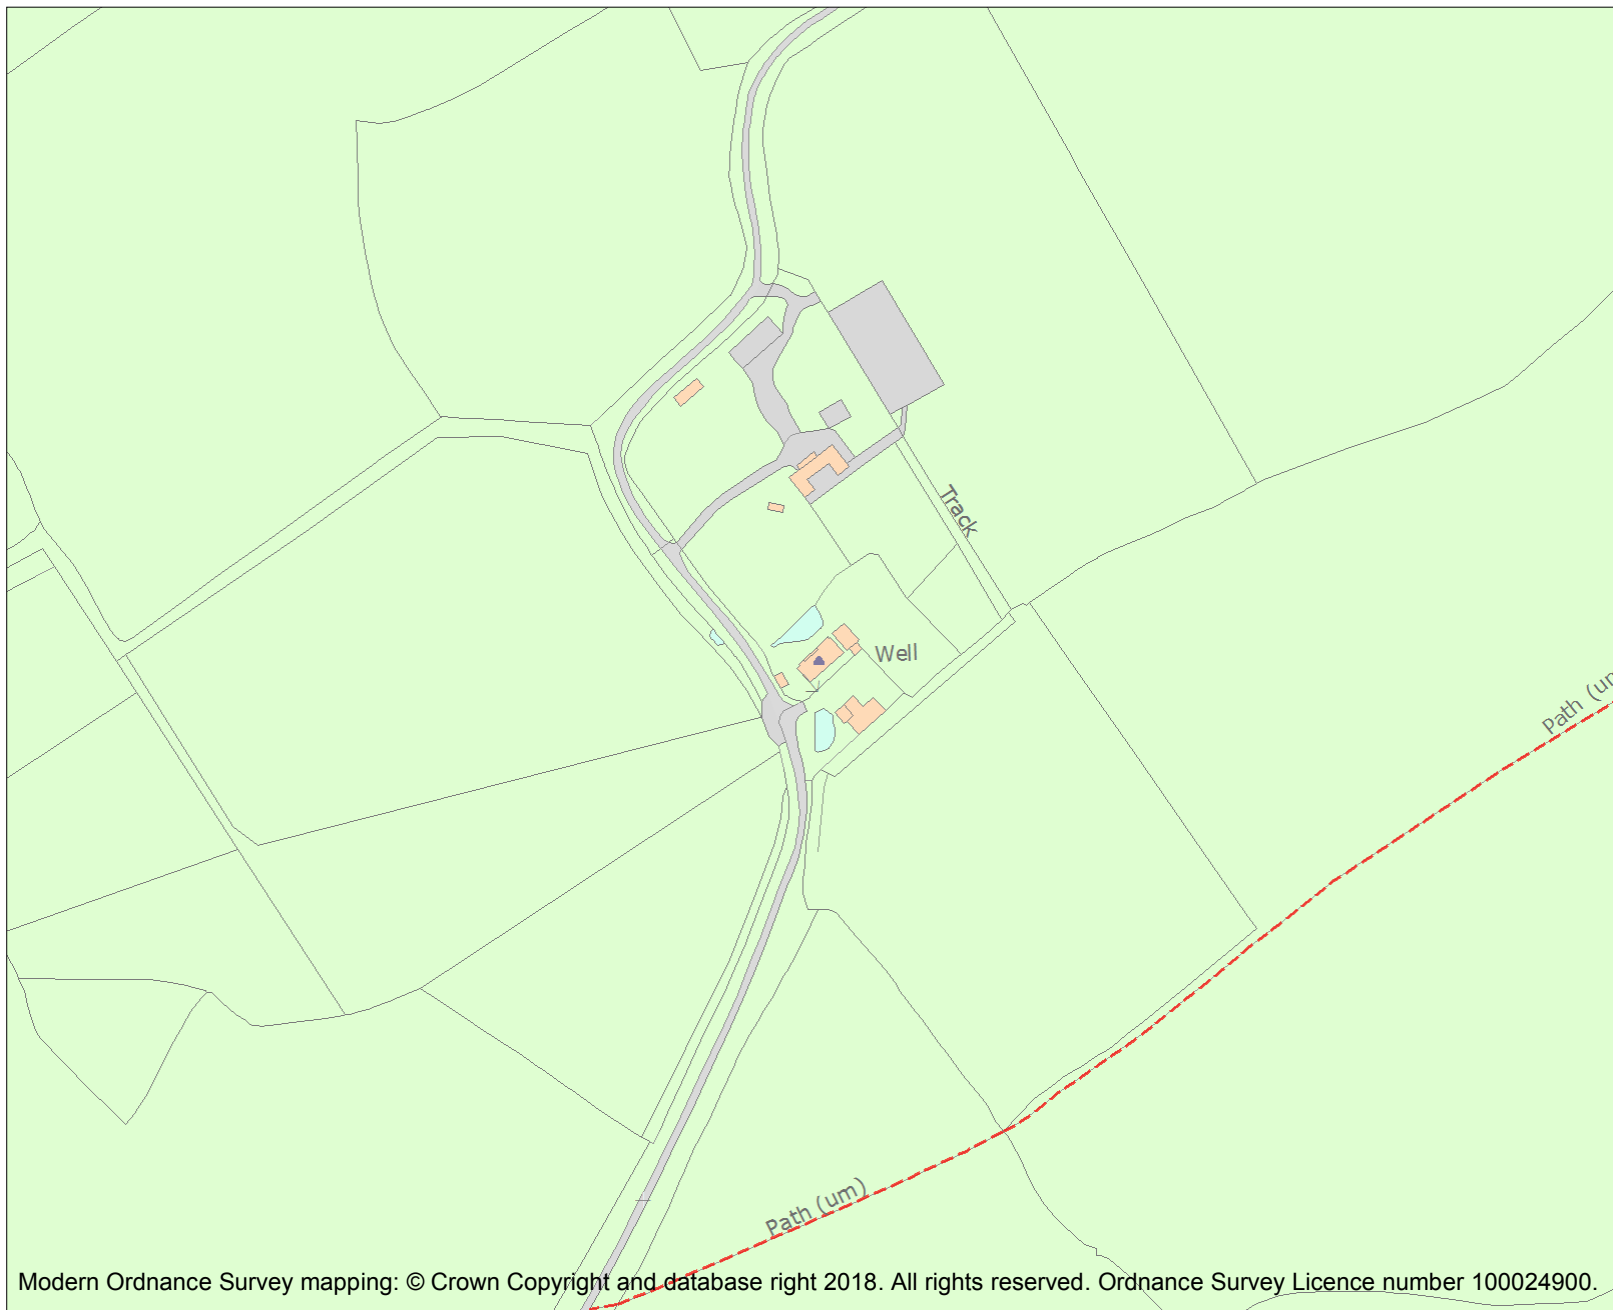 Track
Well
Path (um)
Path (um)
Modern Ordnance Survey mapping: © Crown Copyright and database right 2018. All rights reserved. Ordnance Survey Licence number 100024900.